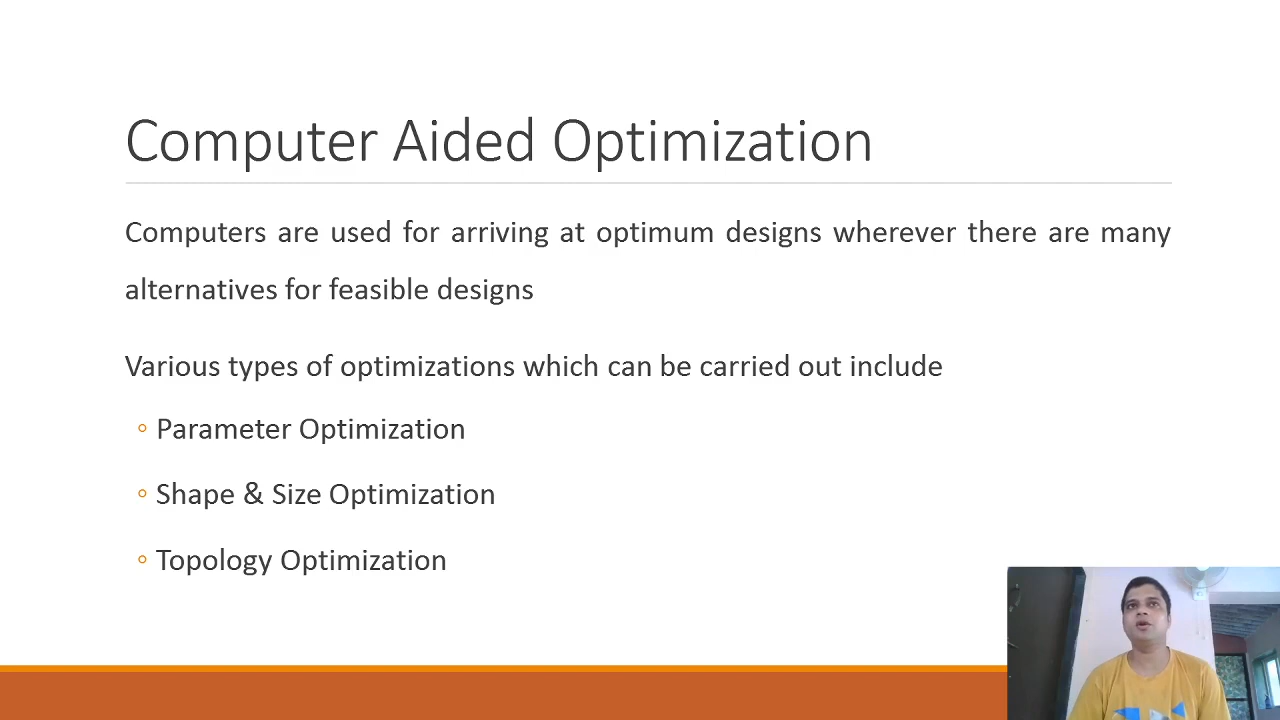 Computer Aided Optimization
Computers are used for arriving at optimum designs wherever there are many
alternatives for feasible designs
Various types of optimizations which can be carried out include
Parameter Optimization
Shape & Size Optimization
Topology Optimization